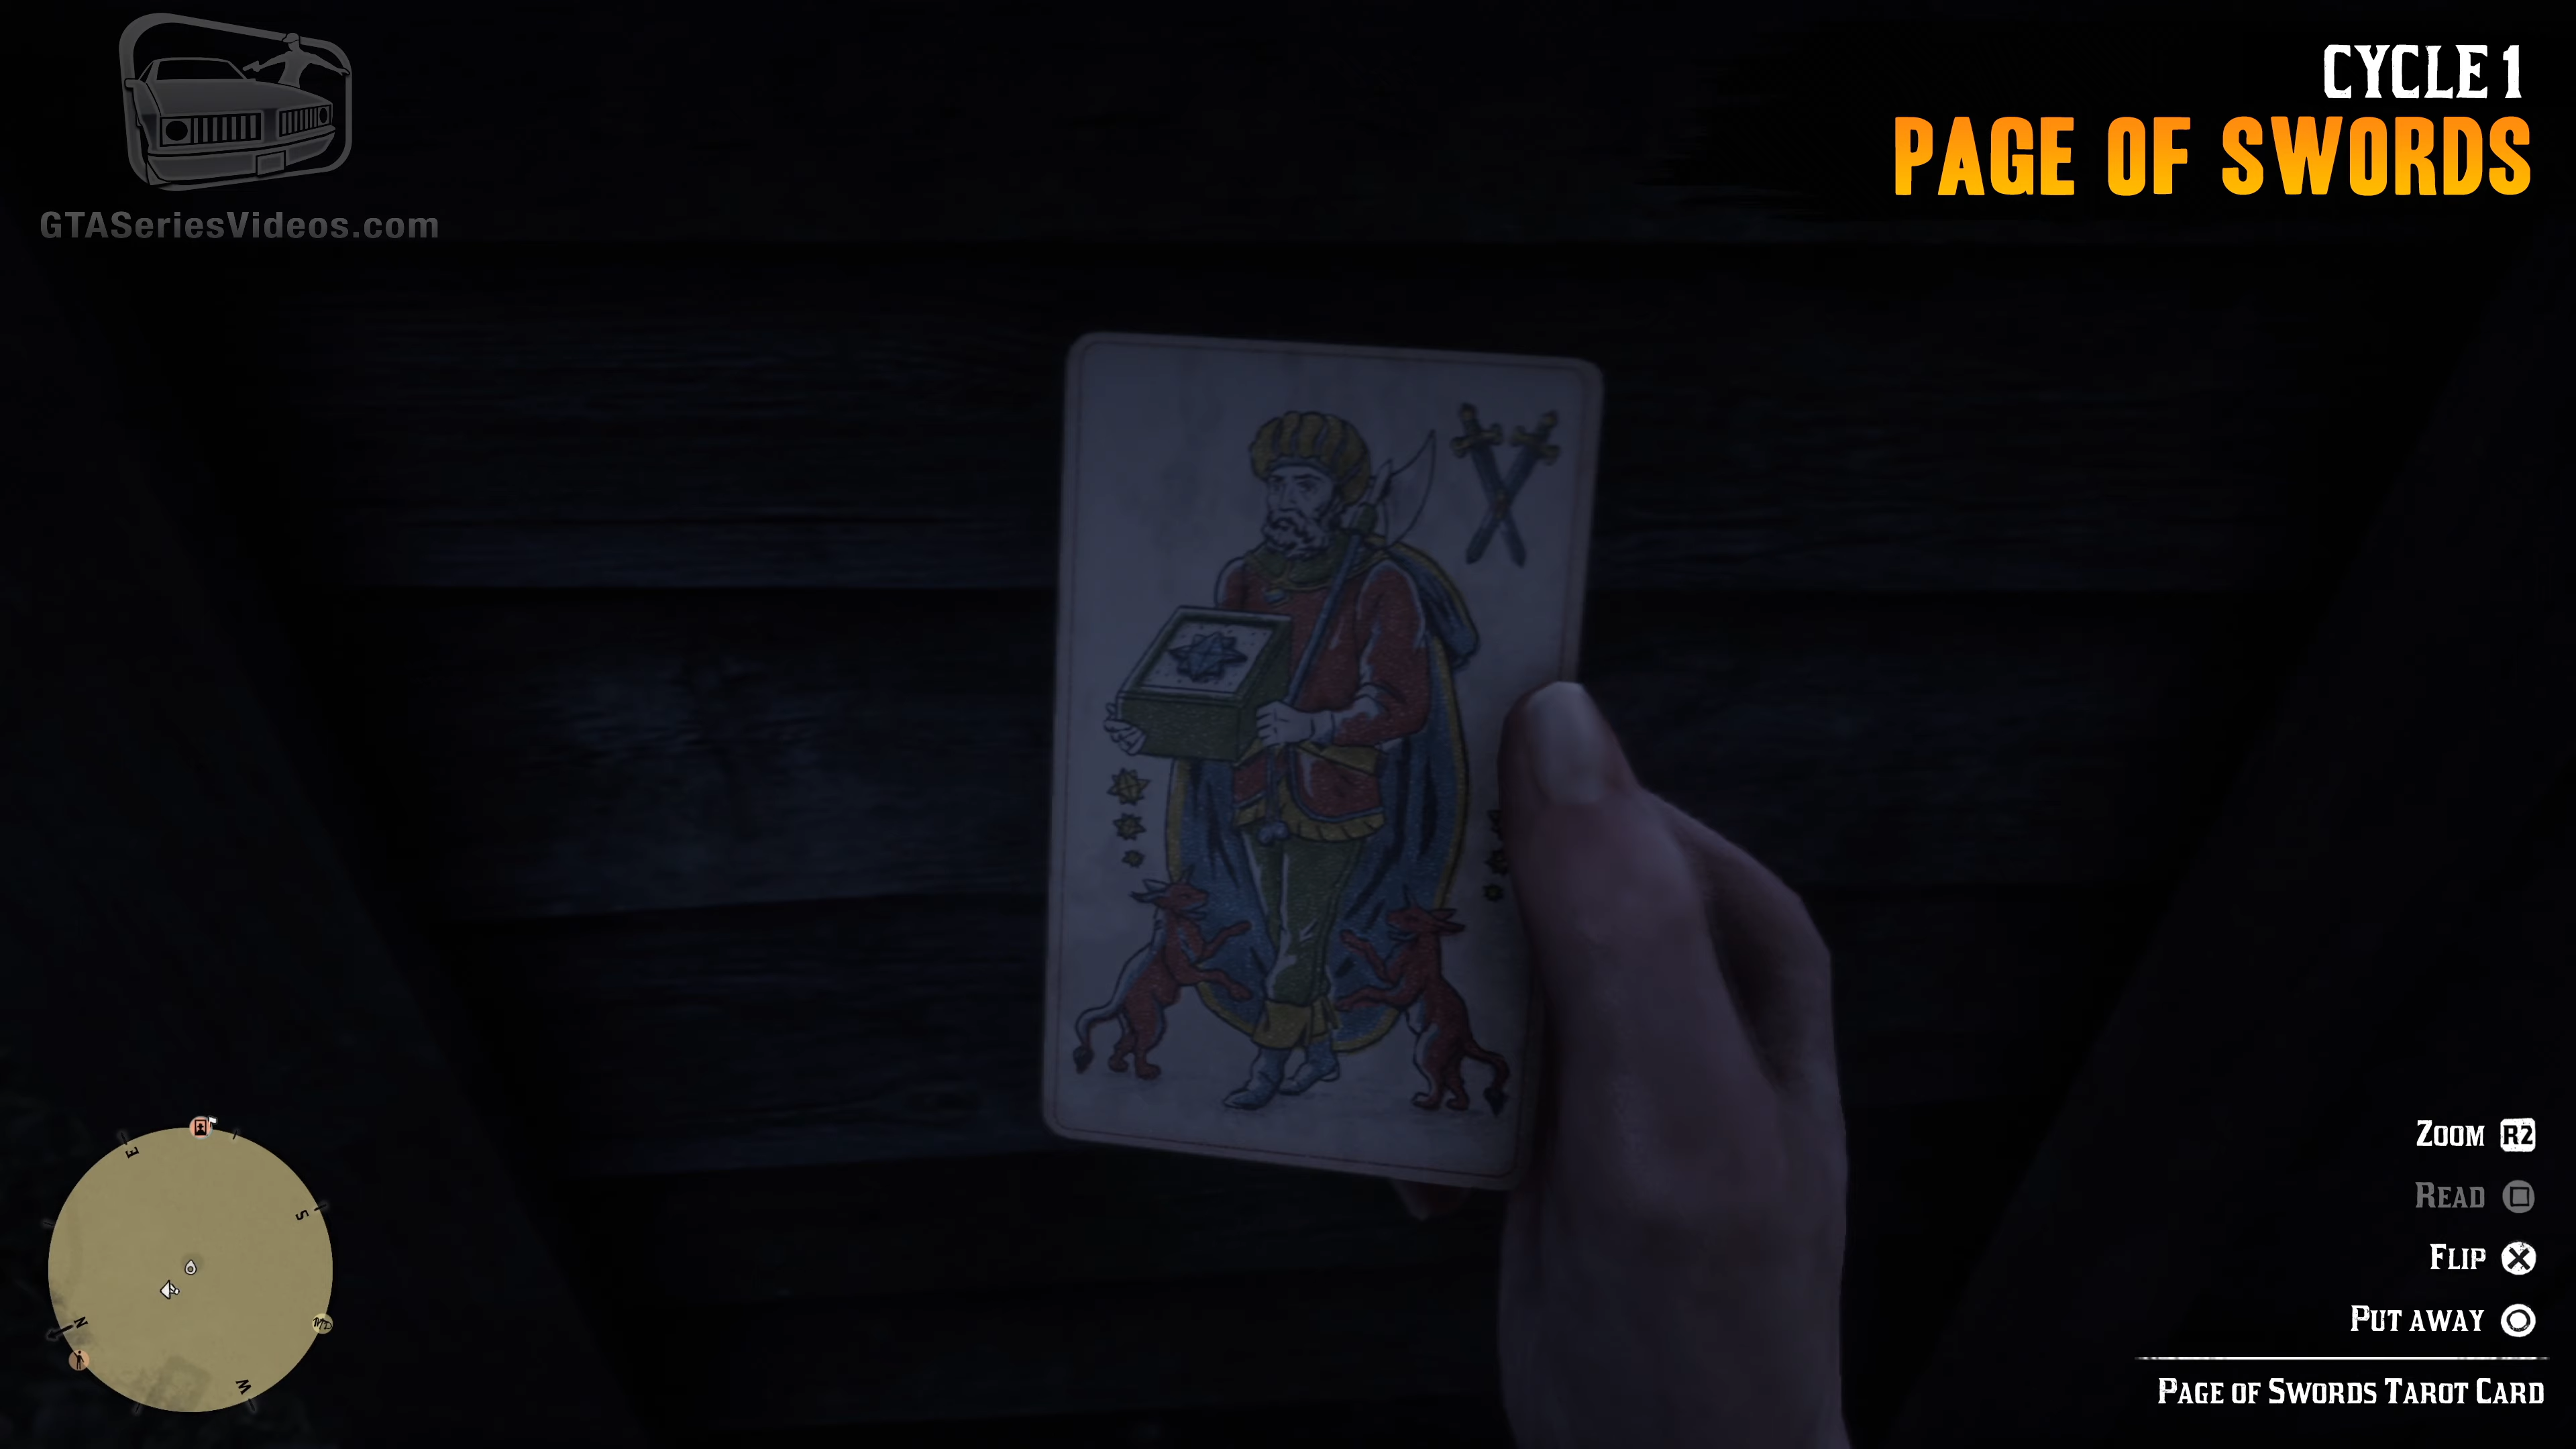 CYCLE 1
PAGE OF SWORDS
GTASeriesVideos.com
E
S
N
W
ZOOM R2
READ
FLIP
PUT AWAY
PAGE OF SWORDS TAROT CARD